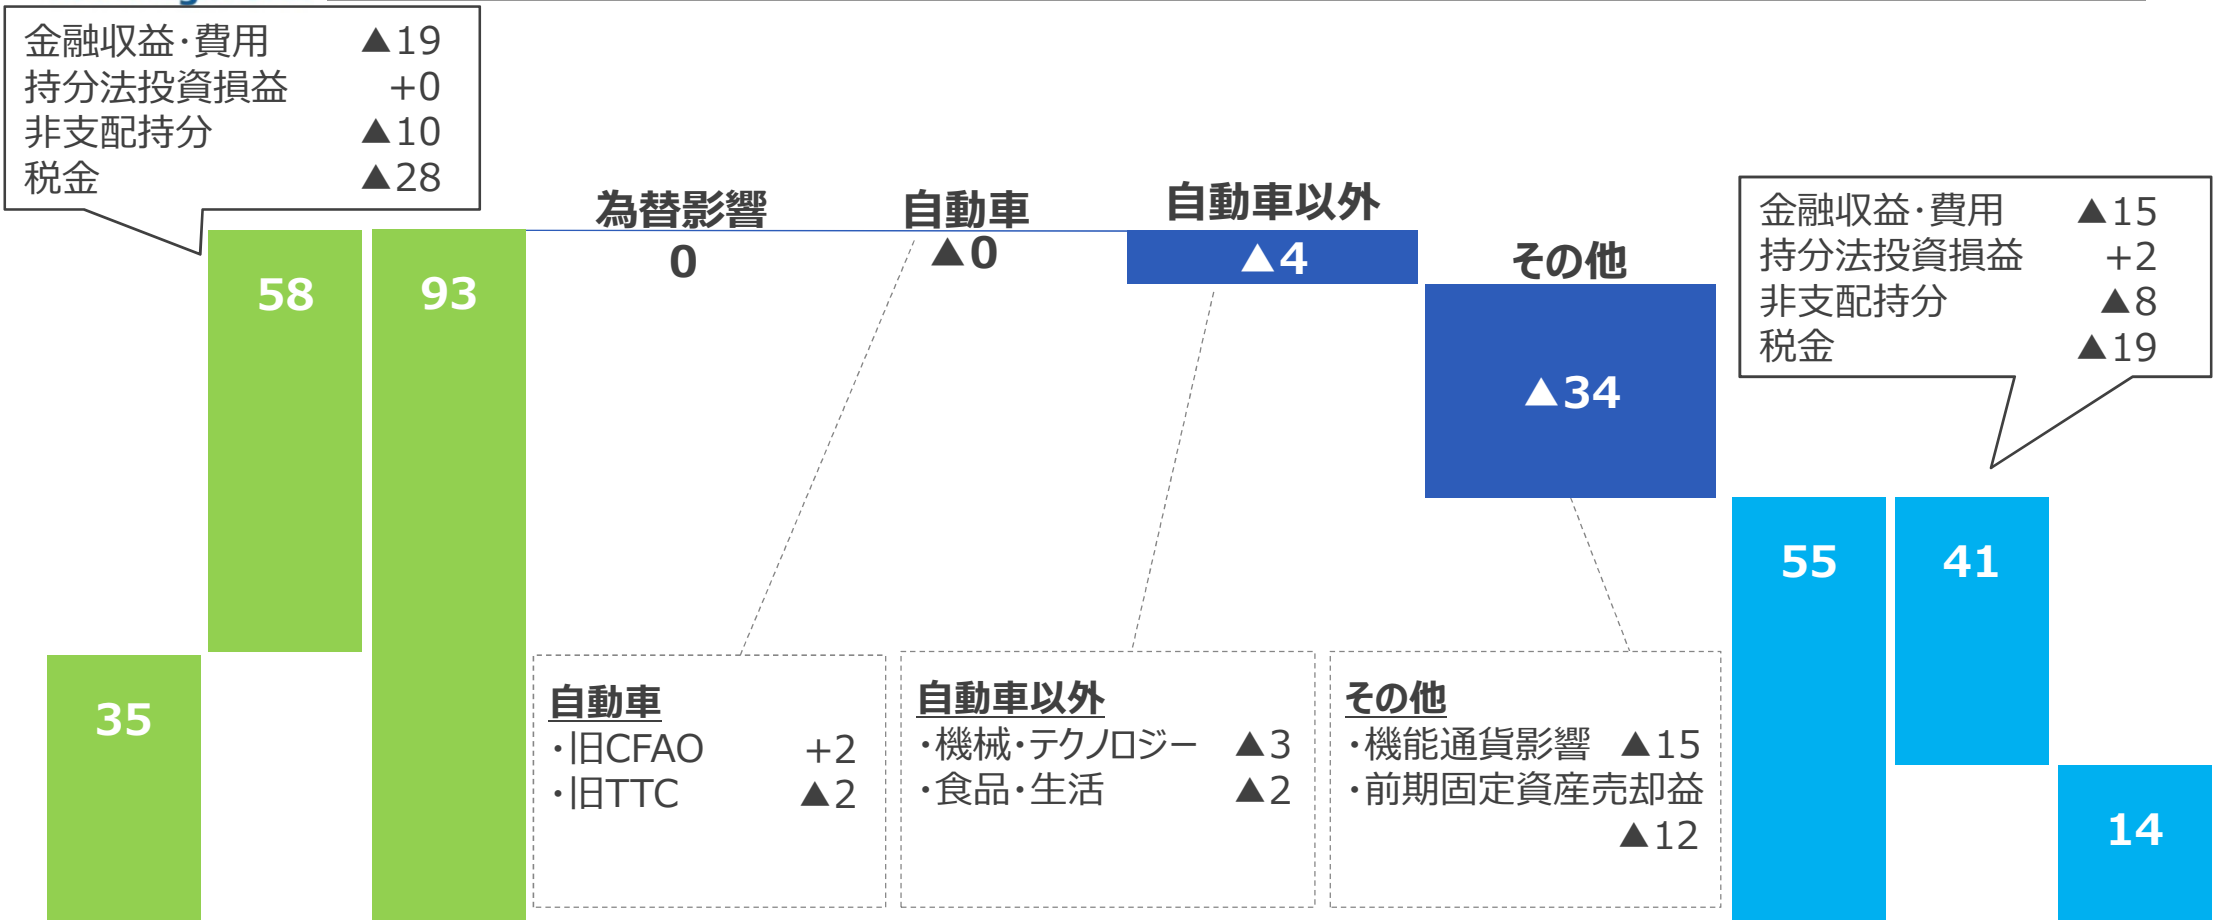 金融収益・費用 ▲19
持分法投資損益 +0
非支配持分 ▲10
税金 ▲28
為替影響
0
自動車
▲0
自動車以外
▲4
その他
▲34
金融収益・費用 ▲15
持分法投資損益 +2
非支配持分 ▲8
税金 ▲19
58
93
35
55
41
14
自動車
・旧CFAO +2
・旧TTC ▲2
自動車以外
・機械・テクノロジー ▲3
・食品・生活 ▲2
その他
・機能通貨影響 ▲15
・前期固定資産売却益
▲12